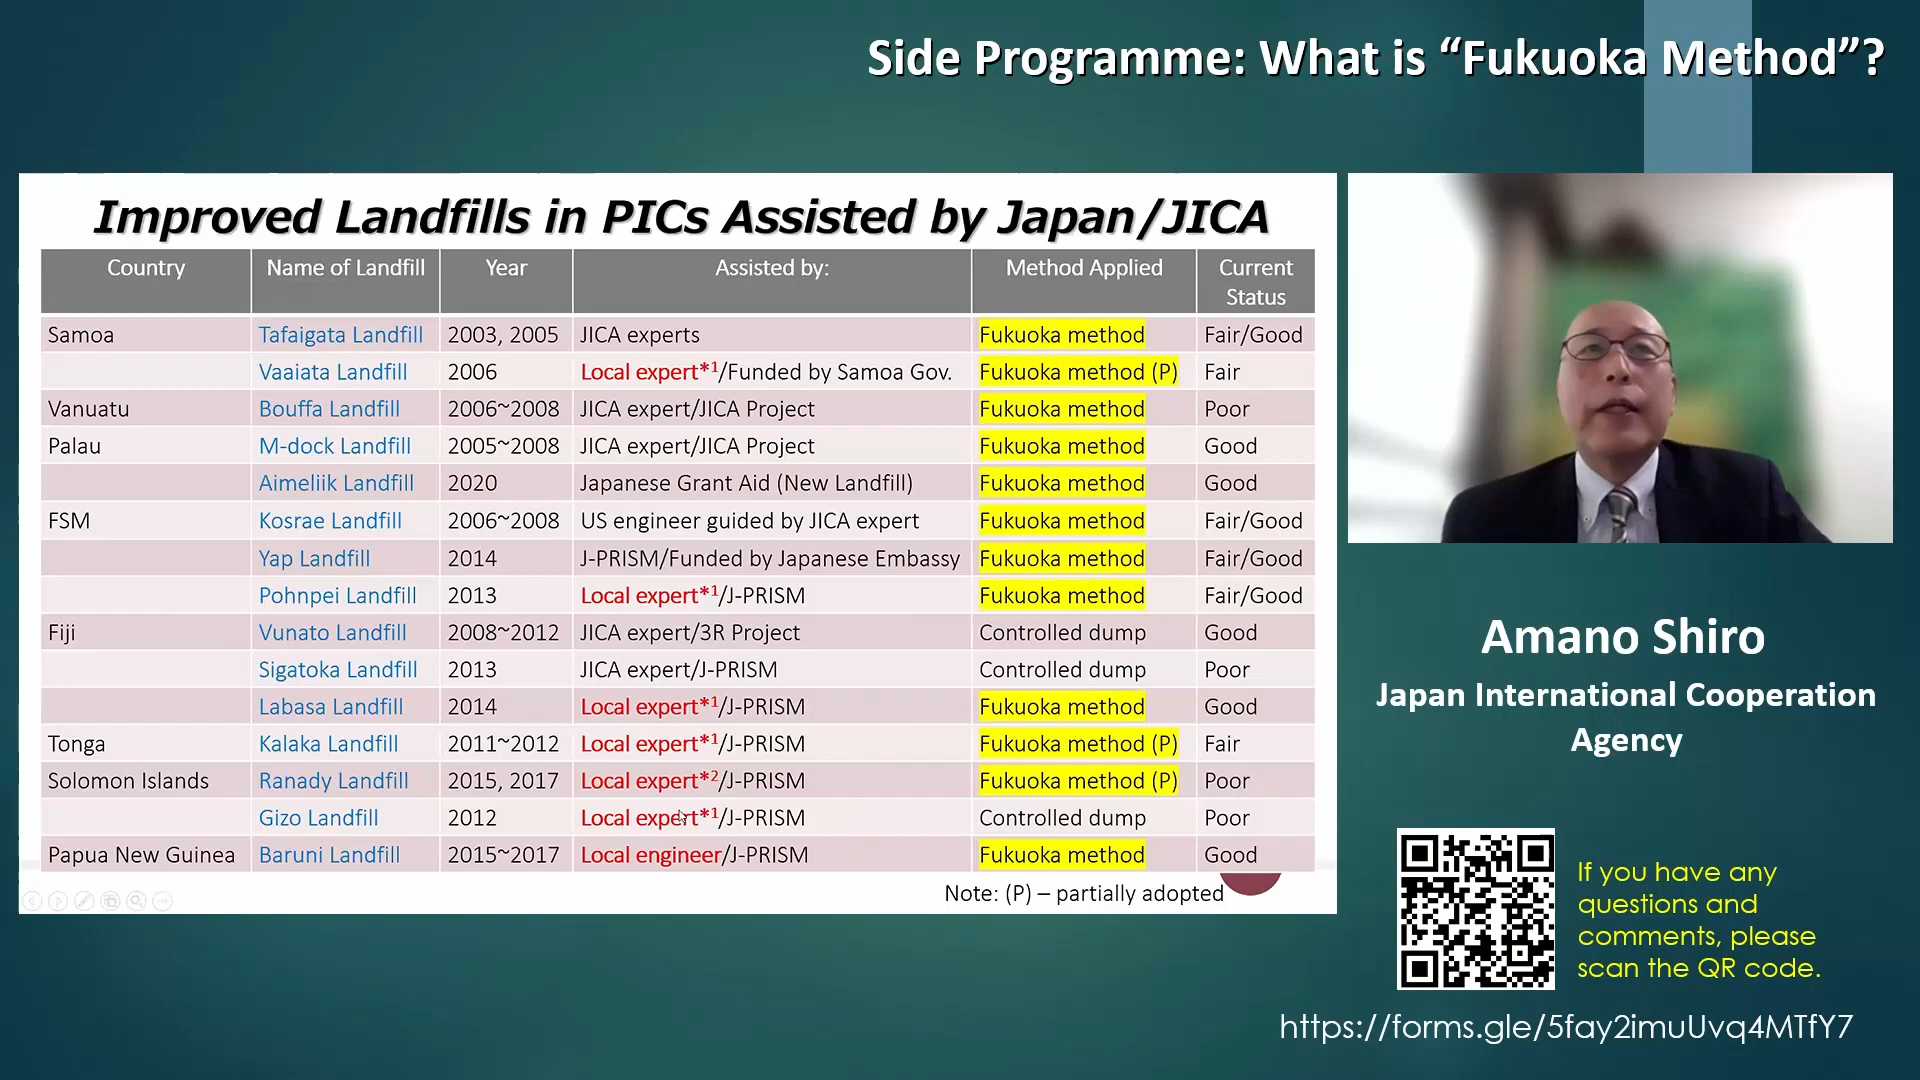 Side Programme: What is “Fukuoka Method”?
Improved Landfills in PICs Assisted by Japan/JICA
Country Name of Landfill Year Assisted by: Method Applied Current Status
Samoa Tafaigata Landfill 2003, 2005 JICA experts Fukuoka method Fair/Good
Vaaiata Landfill 2006 Local expert*1/Funded by Samoa Gov. Fukuoka method (P) Fair
Vanuatu Bouffa Landfill 2006~2008 JICA expert/JICA Project Fukuoka method Poor
Palau M-dock Landfill 2005~2008 JICA expert/JICA Project Fukuoka method Good
Aimeliik Landfill 2020 Japanese Grant Aid (New Landfill) Fukuoka method Good
FSM Kosrae Landfill 2006~2008 US engineer guided by JICA expert Fukuoka method Fair/Good
Yap Landfill 2014 J-PRISM/Funded by Japanese Embassy Fukuoka method Fair/Good
Pohnpei Landfill 2013 Local expert*1/J-PRISM Fukuoka method Fair/Good
Fiji Vunato Landfill 2008~2012 JICA expert/3R Project Controlled dump Good
Sigatoka Landfill 2013 JICA expert/J-PRISM Controlled dump Poor
Labasa Landfill 2014 Local expert*1/J-PRISM Fukuoka method Good
Tonga Kalaka Landfill 2011~2012 Local expert*1/J-PRISM Fukuoka method (P) Fair
Solomon Islands Ranady Landfill 2015, 2017 Local expert*2/J-PRISM Fukuoka method (P) Poor
Gizo Landfill 2012 Local expert*1/J-PRISM Controlled dump Poor
Papua New Guinea Baruni Landfill 2015~2017 Local engineer/J-PRISM Fukuoka method Good
Note: (P) – partially adopted
Amano Shiro
Japan International Cooperation
Agency
If you have any
questions and
comments, please
scan the QR code.
https://forms.gle/5fay2imuUvq4MTfY7